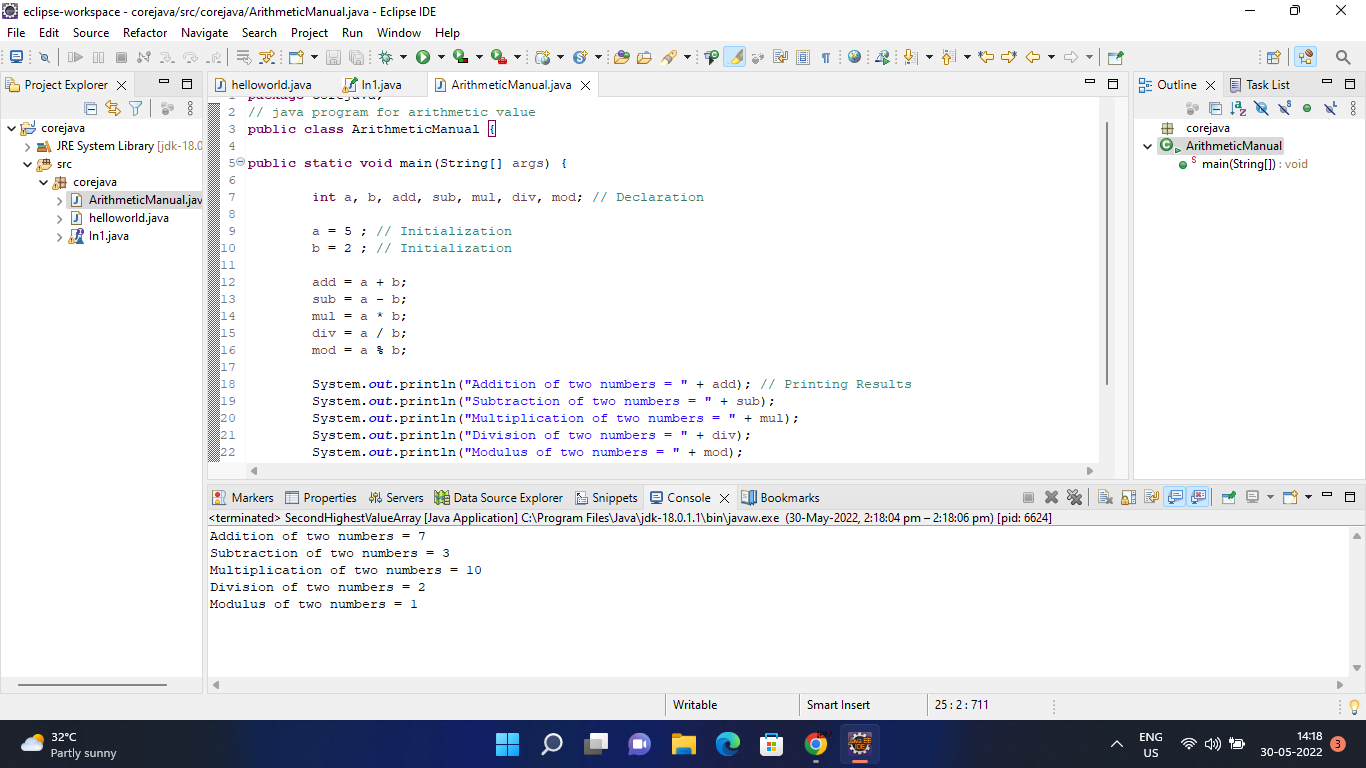 eclipse-workspace - corejava/src/corejava/ArithmeticManual.java - Eclipse IDE
File Edit Source Refactor Navigate Search Project Run Window Help
Project Explorer
corejava
JRE System Library [jdk-18.0
src
corejava
ArithmeticManual.jav
helloworld.java
In1.java
helloworld.java In1.java ArithmeticManual.java
1 package corejava;
2 // java program for arithmetic value
3 public class ArithmeticManual {
4
5 public static void main(String[] args) {
6
7 int a, b, add, sub, mul, div, mod; // Declaration
8
9 a = 5 ; // Initialization
10 b = 2 ; // Initialization
11
12 add = a + b;
13 sub = a - b;
14 mul = a * b;
15 div = a / b;
16 mod = a % b;
17
18 System.out.println("Addition of two numbers = " + add); // Printing Results
19 System.out.println("Subtraction of two numbers = " + sub);
20 System.out.println("Multiplication of two numbers = " + mul);
21 System.out.println("Division of two numbers = " + div);
22 System.out.println("Modulus of two numbers = " + mod);
Outline Task List
corejava
ArithmeticManual
main(String[]) : void
Markers Properties Servers Data Source Explorer Snippets Console Bookmarks
<terminated> SecondHighestValueArray [Java Application] C:\Program Files\Java\jdk-18.0.1.1\bin\javaw.exe (30-May-2022, 2:18:04 pm – 2:18:06 pm) [pid: 6624]
Addition of two numbers = 7
Subtraction of two numbers = 3
Multiplication of two numbers = 10
Division of two numbers = 2
Modulus of two numbers = 1
Writable Smart Insert 25 : 2 : 711
32°C
Partly sunny
ENG
US
14:18
30-05-2022
3